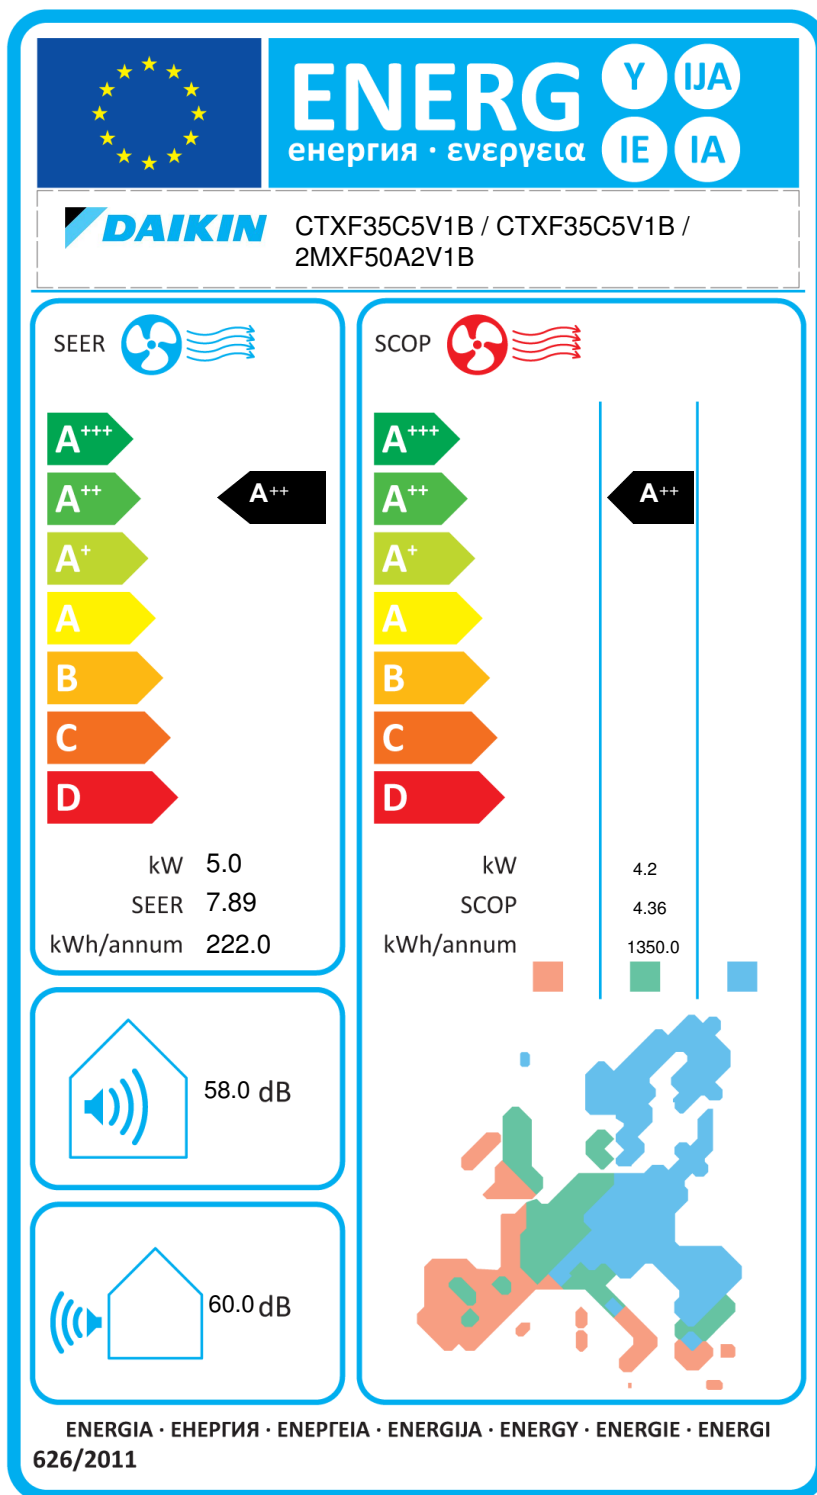 ENERG
енергия · ενεργεια
Y IJA
IE IA
DAIKIN
CTXF35C5V1B / CTXF35C5V1B /
2MXF50A2V1B
SEER
A+++
A++
A++
A+
A
B
C
D
kW 5.0
SEER 7.89
kWh/annum 222.0
SCOP
A+++
A++
A++
A+
A
B
C
D
kW 4.2
SCOP 4.36
kWh/annum 1350.0
58.0 dB
60.0 dB
ENERGIA · ЕНЕРГИЯ · ΕΝΕΡΓΕΙΑ · ENERGIJA · ENERGY · ENERGIE · ENERGI
626/2011